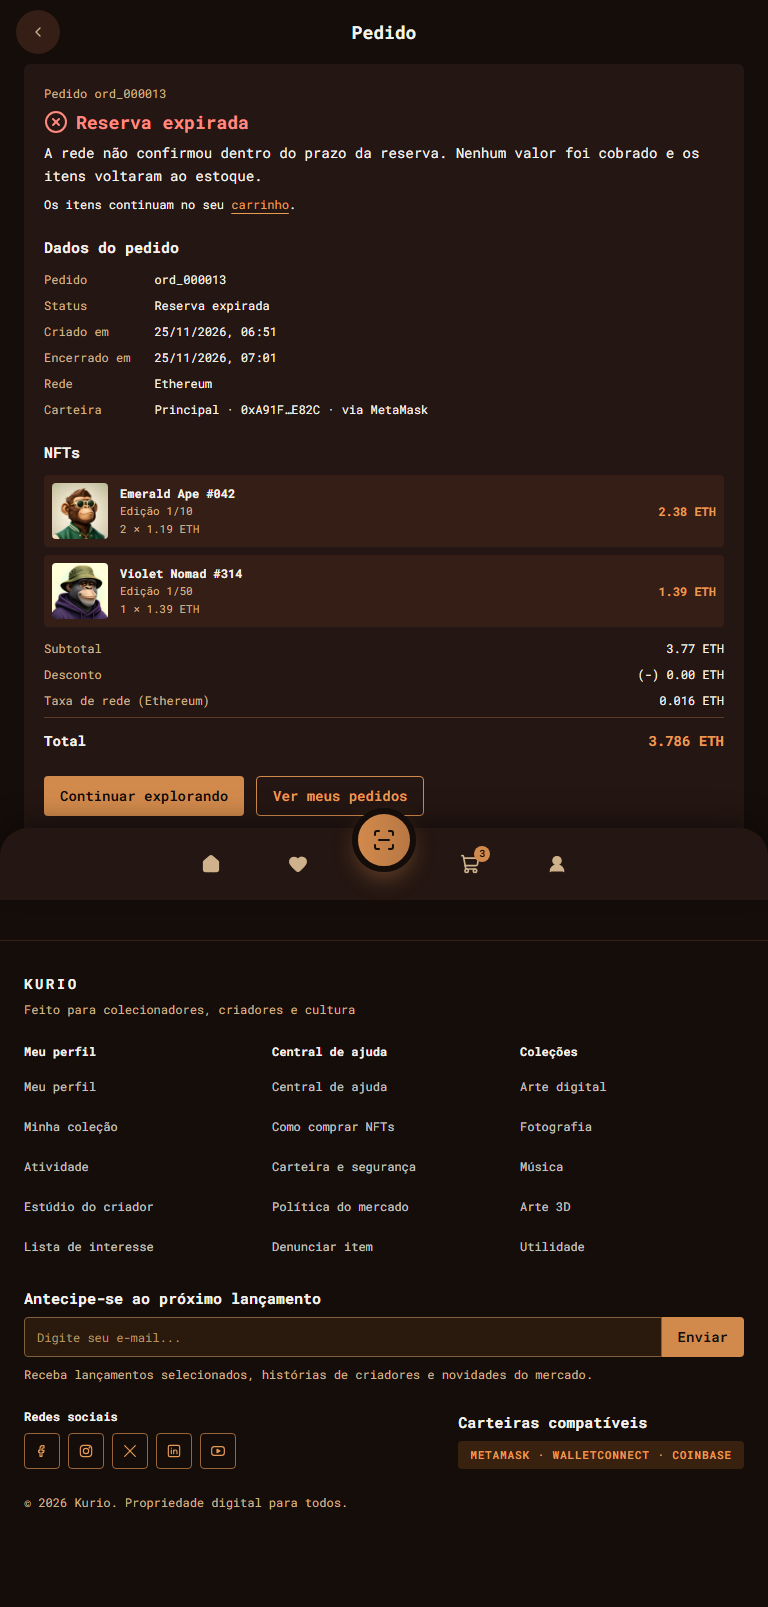 Pedido
Pedido ord_000013
Reserva expirada
A rede não confirmou dentro do prazo da reserva. Nenhum valor foi cobrado e os
itens voltaram ao estoque.
Os itens continuam no seu carrinho.
Dados do pedido
Pedido ord_000013
Status Reserva expirada
Criado em 25/11/2026, 06:51
Encerrado em 25/11/2026, 07:01
Rede Ethereum
Carteira Principal · 0xA91F…E82C · via MetaMask
NFTs
Emerald Ape #042
Edição 1/10
2 × 1.19 ETH
2.38 ETH
Violet Nomad #314
Edição 1/50
1 × 1.39 ETH
1.39 ETH
Subtotal 3.77 ETH
Desconto (-) 0.00 ETH
Taxa de rede (Ethereum) 0.016 ETH
Total 3.786 ETH
Continuar explorando Ver meus pedidos
3
KURIO
Feito para colecionadores, criadores e cultura
Meu perfil Central de ajuda Coleções
Meu perfil Central de ajuda Arte digital
Minha coleção Como comprar NFTs Fotografia
Atividade Carteira e segurança Música
Estúdio do criador Política do mercado Arte 3D
Lista de interesse Denunciar item Utilidade
Antecipe-se ao próximo lançamento
Digite seu e-mail... Enviar
Receba lançamentos selecionados, histórias de criadores e novidades do mercado.
Redes sociais
Carteiras compatíveis
METAMASK · WALLETCONNECT · COINBASE
© 2026 Kurio. Propriedade digital para todos.